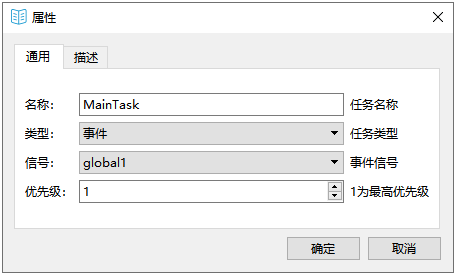 属性
通用 描述
名称： MainTask 任务名称
类型： 事件 任务类型
信号： global1 事件信号
优先级： 1 1为最高优先级
确定 取消